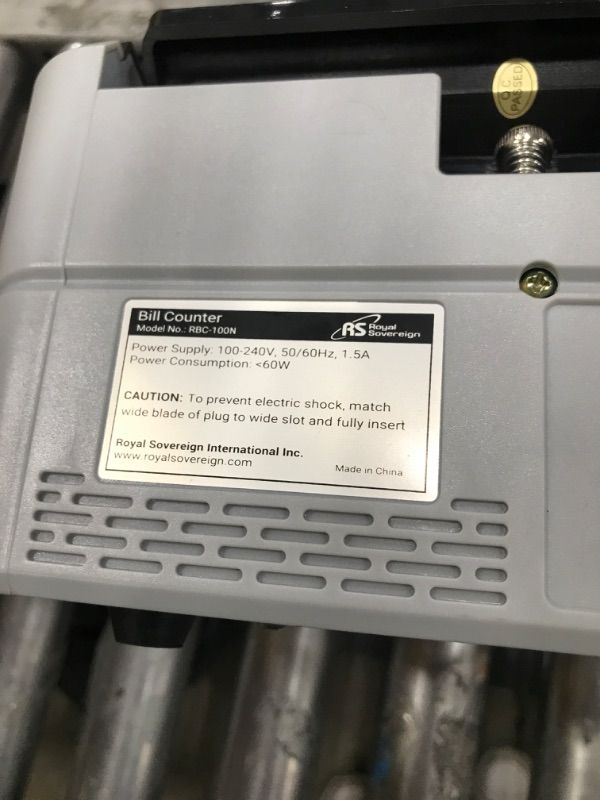 Q.C.
PASSED
Bill Counter
Model No.: RBC-100N
RS Royal
Sovereign
Power Supply: 100-240V, 50/60Hz, 1.5A
Power Consumption: <60W
CAUTION: To prevent electric shock, match
wide blade of plug to wide slot and fully insert
Royal Sovereign International Inc.
www.royalsovereign.com
Made in China